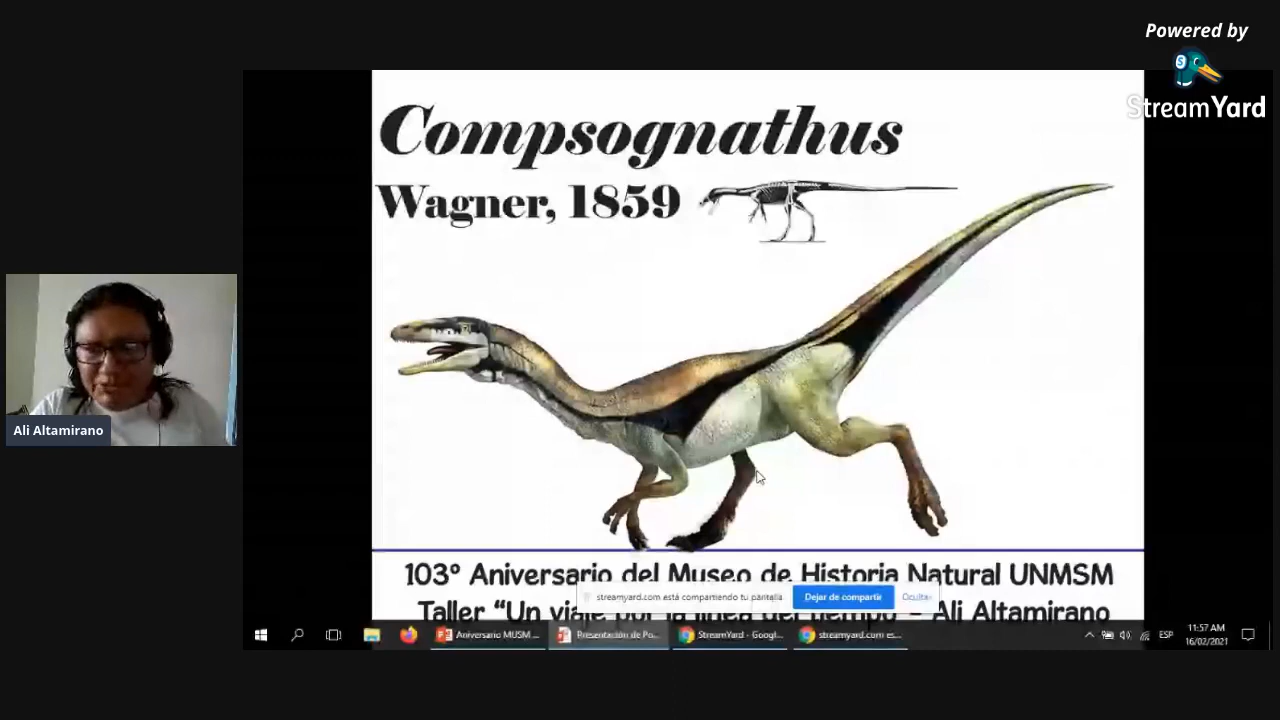 Powered by
StreamYard
Compsognathus
Wagner, 1859
Ali Altamirano
103° Aniversario del Museo de Historia Natural UNMSM
streamyard.com está compartiendo tu pantalla
Dejar de compartir
Ocultar
Taller “Un viaje por la línea del tiempo” - Ali Altamirano
Aniversario MUSM ...
Presentación de Po...
StreamYard - Googl...
streamyard.com es...
ESP
11:57 AM
16/02/2021